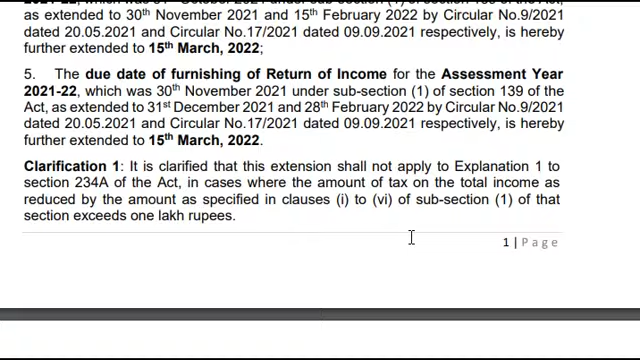 as extended to 30th November 2021 and 15th February 2022 by Circular No.9/2021
dated 20.05.2021 and Circular No.17/2021 dated 09.09.2021 respectively, is hereby
further extended to 15th March, 2022;
5. The due date of furnishing of Return of Income for the Assessment Year
2021-22, which was 30th November 2021 under sub-section (1) of section 139 of the
Act, as extended to 31st December 2021 and 28th February 2022 by Circular No.9/2021
dated 20.05.2021 and Circular No.17/2021 dated 09.09.2021 respectively, is hereby
further extended to 15th March, 2022.
Clarification 1: It is clarified that this extension shall not apply to Explanation 1 to
section 234A of the Act, in cases where the amount of tax on the total income as
reduced by the amount as specified in clauses (i) to (vi) of sub-section (1) of that
section exceeds one lakh rupees.
1 | Page